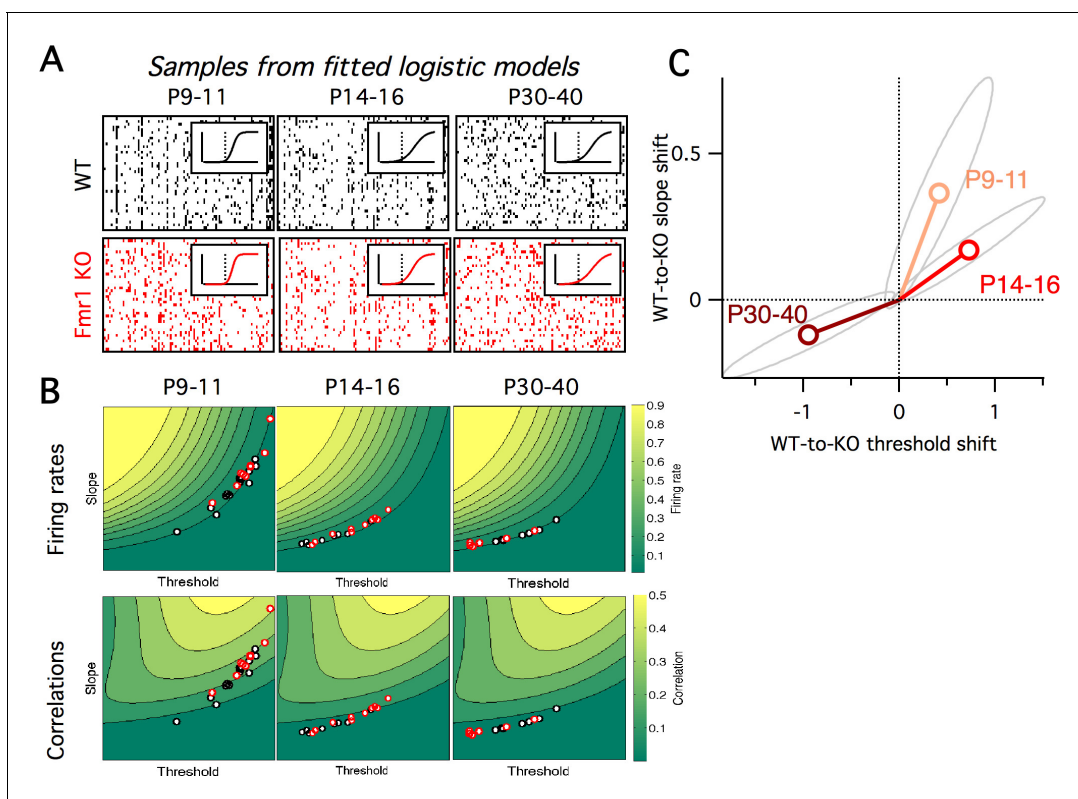 A
Samples from fitted logistic models
P9-11 P14-16 P30-40
WT
Fmr1 KO
B
P9-11 P14-16 P30-40
Firing rates
Slope
Threshold Threshold Threshold
0.9
0.8
0.7
0.6
0.5
0.4
0.3
0.2
0.1
Firing rate
Correlations
Slope
Threshold Threshold Threshold
0.5
0.4
0.3
0.2
0.1
Correlation
C
WT-to-KO slope shift
0.5
0
P9-11
P14-16
P30-40
-1 0 1
WT-to-KO threshold shift